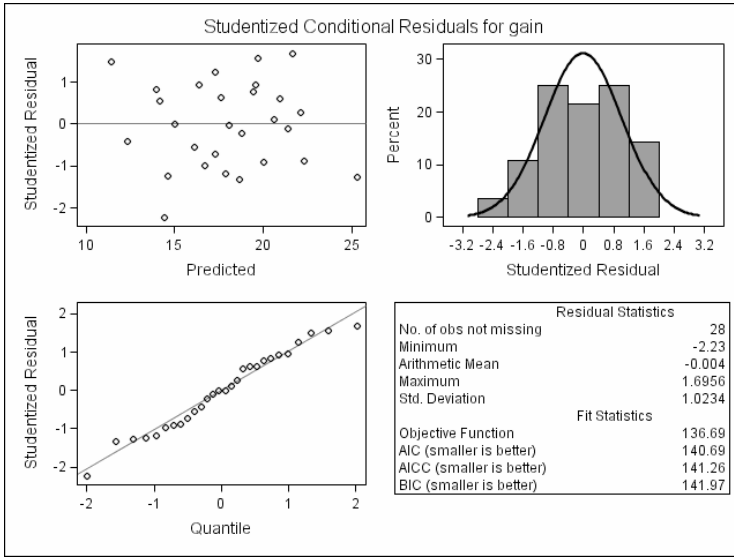 Studentized Conditional Residuals for gain
Studentized Residual
1
0
-1
-2
10 15 20 25
Predicted
Percent
30
20
10
0
-3.2 -2.4 -1.6 -0.8 0 0.8 1.6 2.4 3.2
Studentized Residual
Studentized Residual
2
1
0
-1
-2
-2 -1 0 1 2
Quantile
Residual Statistics
No. of obs not missing 28
Minimum -2.23
Arithmetic Mean -0.004
Maximum 1.6956
Std. Deviation 1.0234
Fit Statistics
Objective Function 136.69
AIC (smaller is better) 140.69
AICC (smaller is better) 141.26
BIC (smaller is better) 141.97